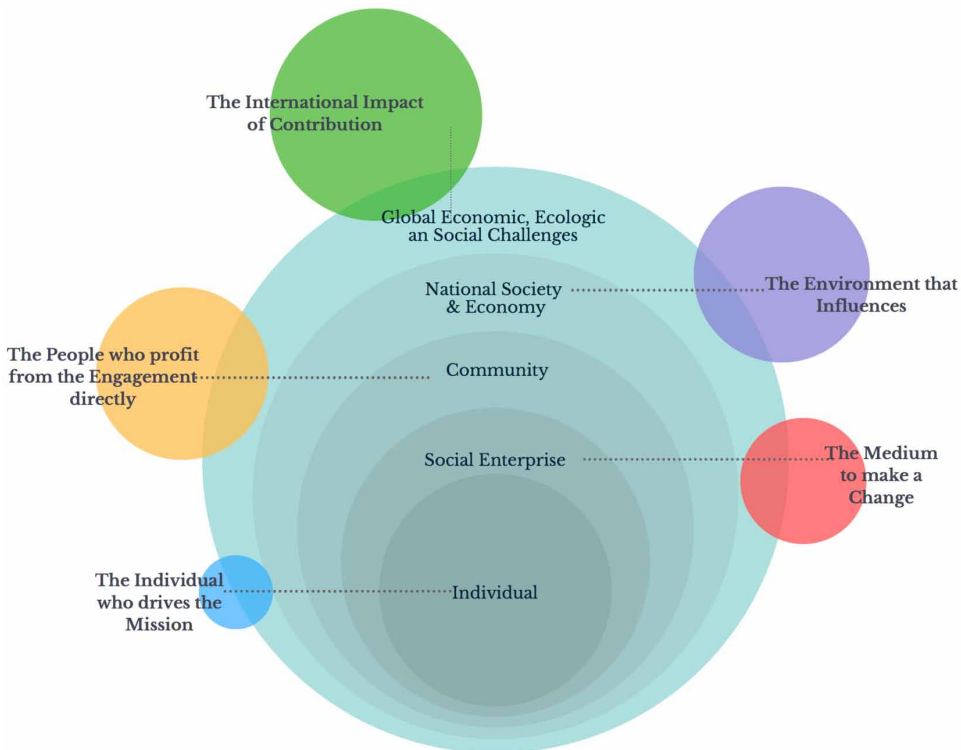 The International Impact
of Contribution
Global Economic, Ecologic
an Social Challenges
National Society
& Economy
The Environment that
Influences
The People who profit
from the Engagement
directly
Community
Social Enterprise
The Medium
to make a
Change
The Individual
who drives the
Mission
Individual